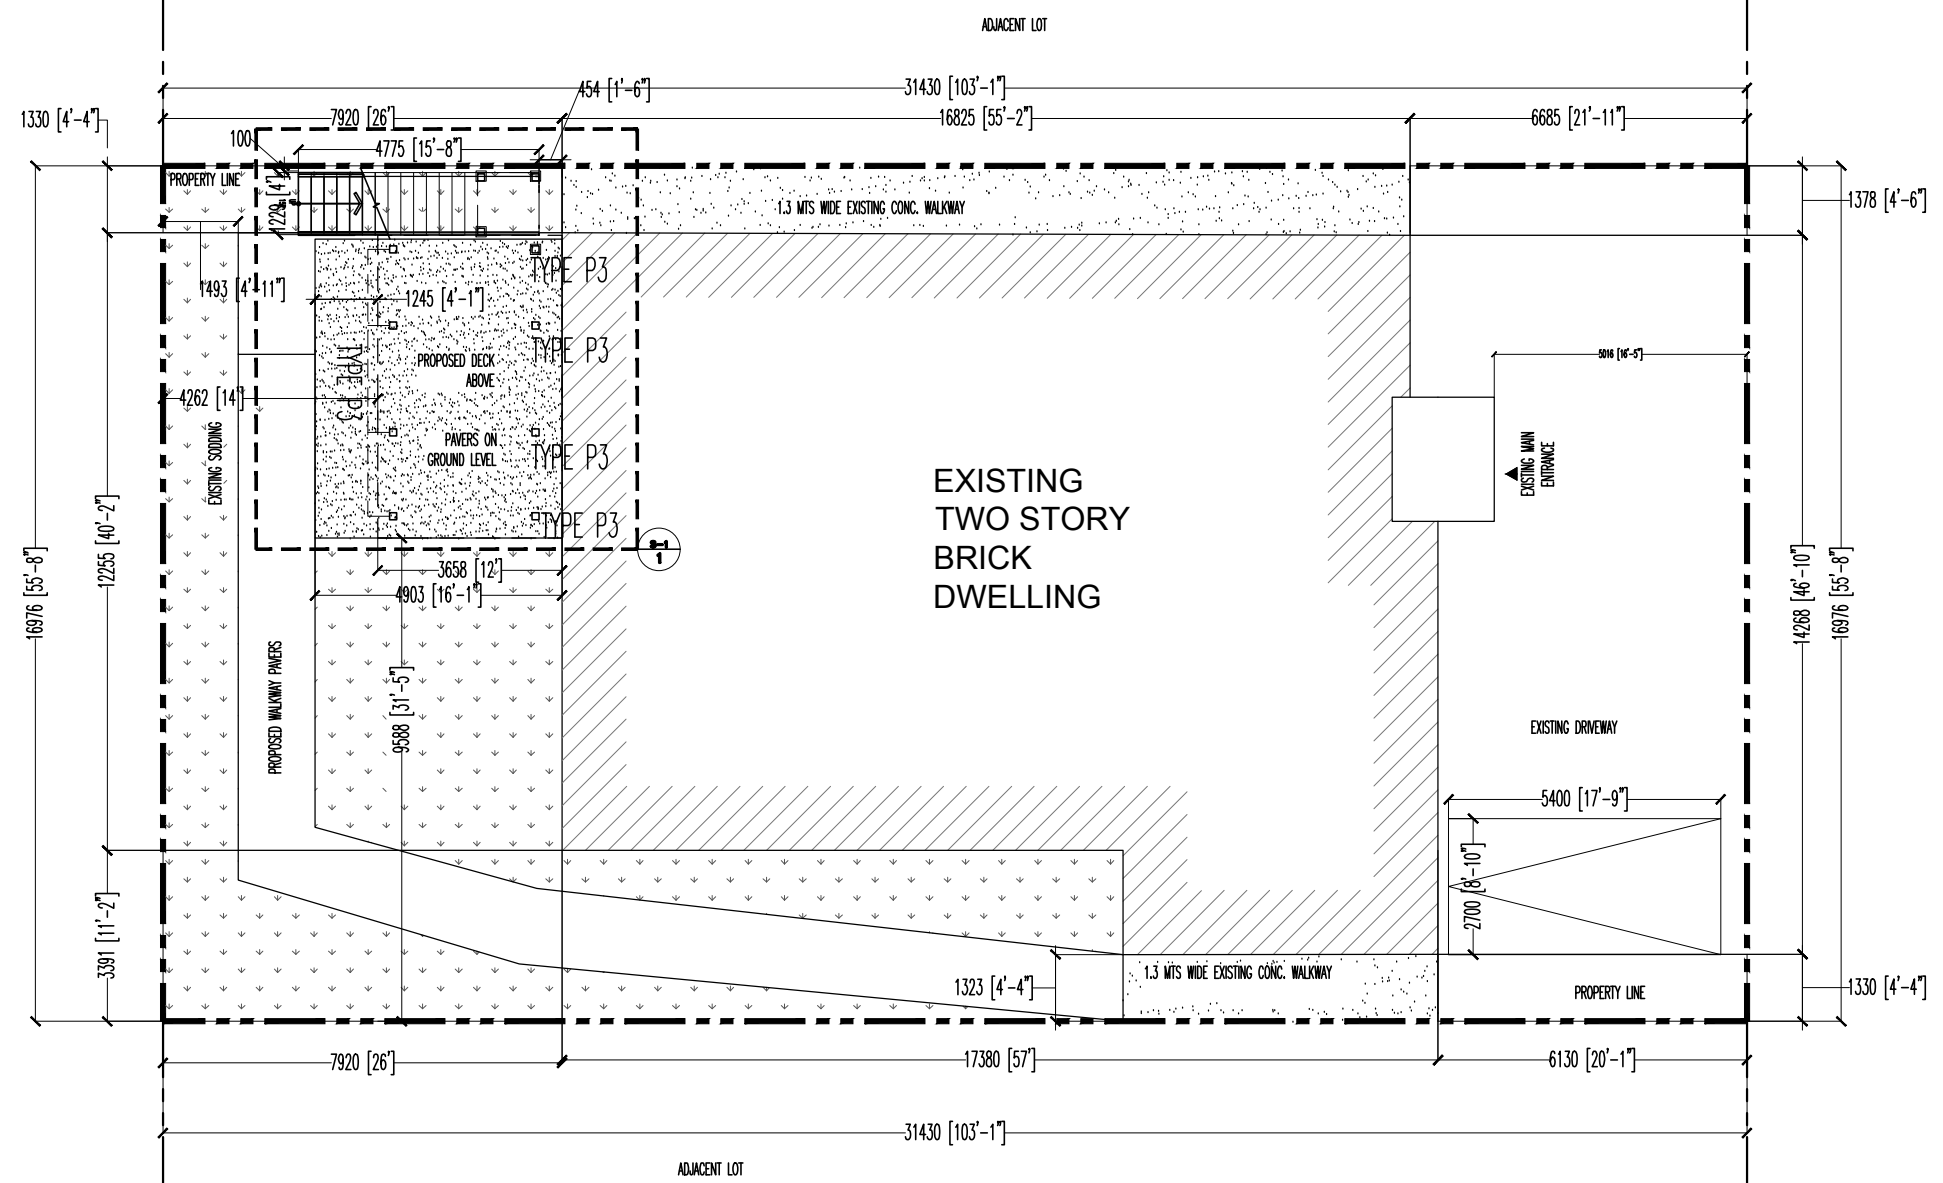 ADJACENT LOT
31430 [103'-1"]
454 [1'-6"]
7920 [26']
16825 [55'-2"]
6685 [21'-11"]
1330 [4'-4"]
100
4775 [15'-8"]
PROPERTY LINE
1229 [4']
1.3 MTS WIDE EXISTING CONC. WALKWAY
1378 [4'-6"]
TYPE P3
1493 [4'-11"]
1245 [4'-1"]
TYPE P3
5016 [16'-5"]
PROPOSED DECK
ABOVE
TYPE P3
4262 [14']
EXISTING SODDING
PAVERS ON
GROUND LEVEL
TYPE P3
EXISTING MAIN
ENTRANCE
EXISTING
TWO STORY
BRICK
DWELLING
TYPE P3
12255 [40'-2"]
16976 [55'-8"]
1
3658 [12']
4903 [16'-1"]
14268 [46'-10"]
16976 [55'-8"]
PROPOSED WALKWAY PAVERS
9588 [31'-5"]
EXISTING DRIVEWAY
5400 [17'-9"]
2700 [8'-10"]
3391 [11'-2"]
1.3 MTS WIDE EXISTING CONC. WALKWAY
1323 [4'-4"]
PROPERTY LINE
1330 [4'-4"]
7920 [26']
17380 [57']
6130 [20'-1"]
31430 [103'-1"]
ADJACENT LOT